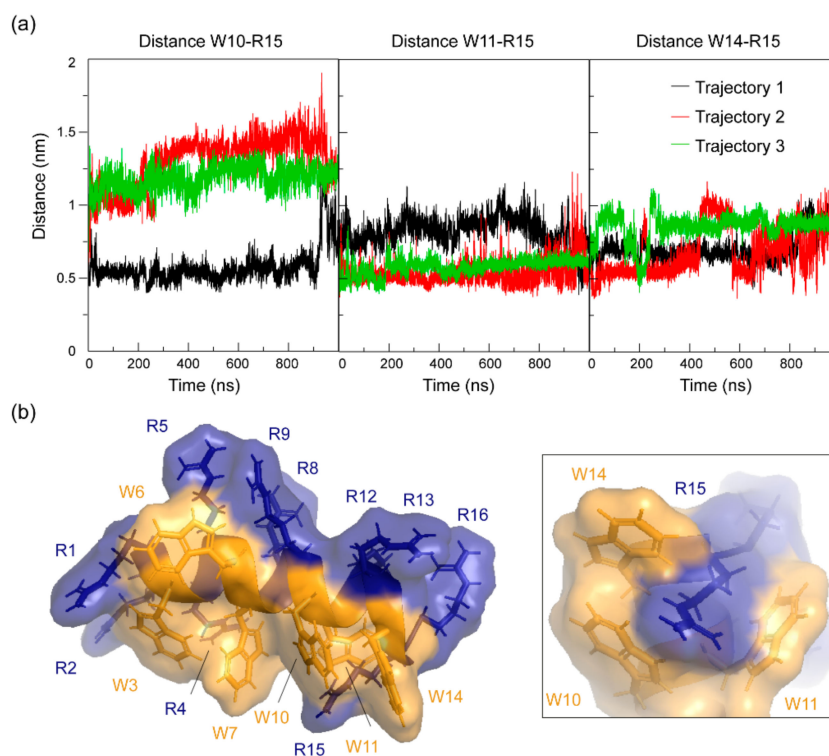 (a)
Distance W10-R15 Distance W11-R15 Distance W14-R15
2
1.5
1
0.5
0
Distance (nm)
Trajectory 1
Trajectory 2
Trajectory 3
0 200 400 600 800 0 200 400 600 800 0 200 400 600 800
Time (ns) Time (ns) Time (ns)
(b)
R5
R9
R8
W6
R12 R13
R16
R1
R2
W3
R4
W7
W10
R15
W11
W14
W14
R15
W10
W11